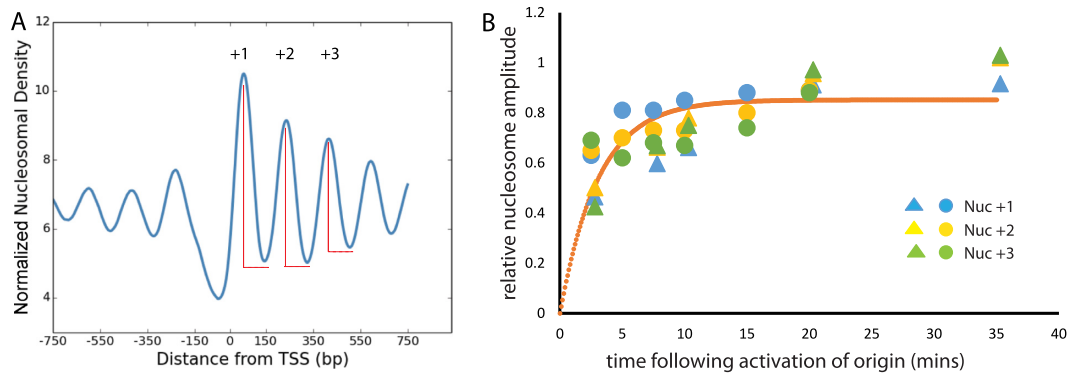 A
12
10
8
6
4
Normalized Nucleosomal Density
+1 +2 +3
-750 -550 -350 -150 0 150 350 550 750
Distance from TSS (bp)
B
1.2
1
0.8
0.6
0.4
0.2
0
relative nucleosome amplitude
Nuc +1
Nuc +2
Nuc +3
0 5 10 15 20 25 30 35 40
time following activation of origin (mins)